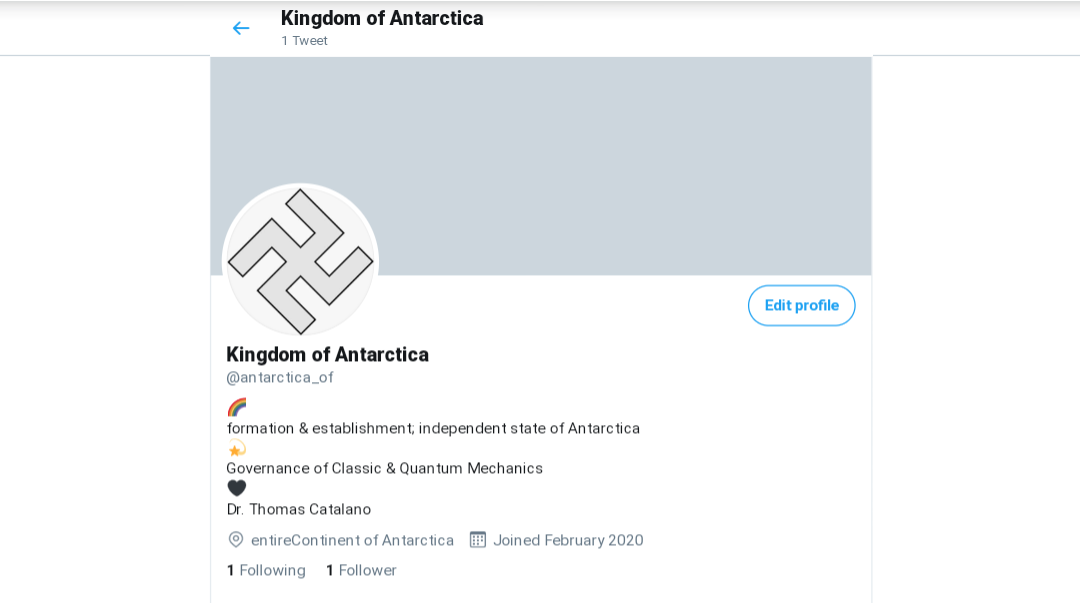 Kingdom of Antarctica
1 Tweet
Edit profile
Kingdom of Antarctica
@antarctica_of
formation & establishment; independent state of Antarctica
Governance of Classic & Quantum Mechanics
Dr. Thomas Catalano
entireContinent of Antarctica Joined February 2020
1 Following 1 Follower